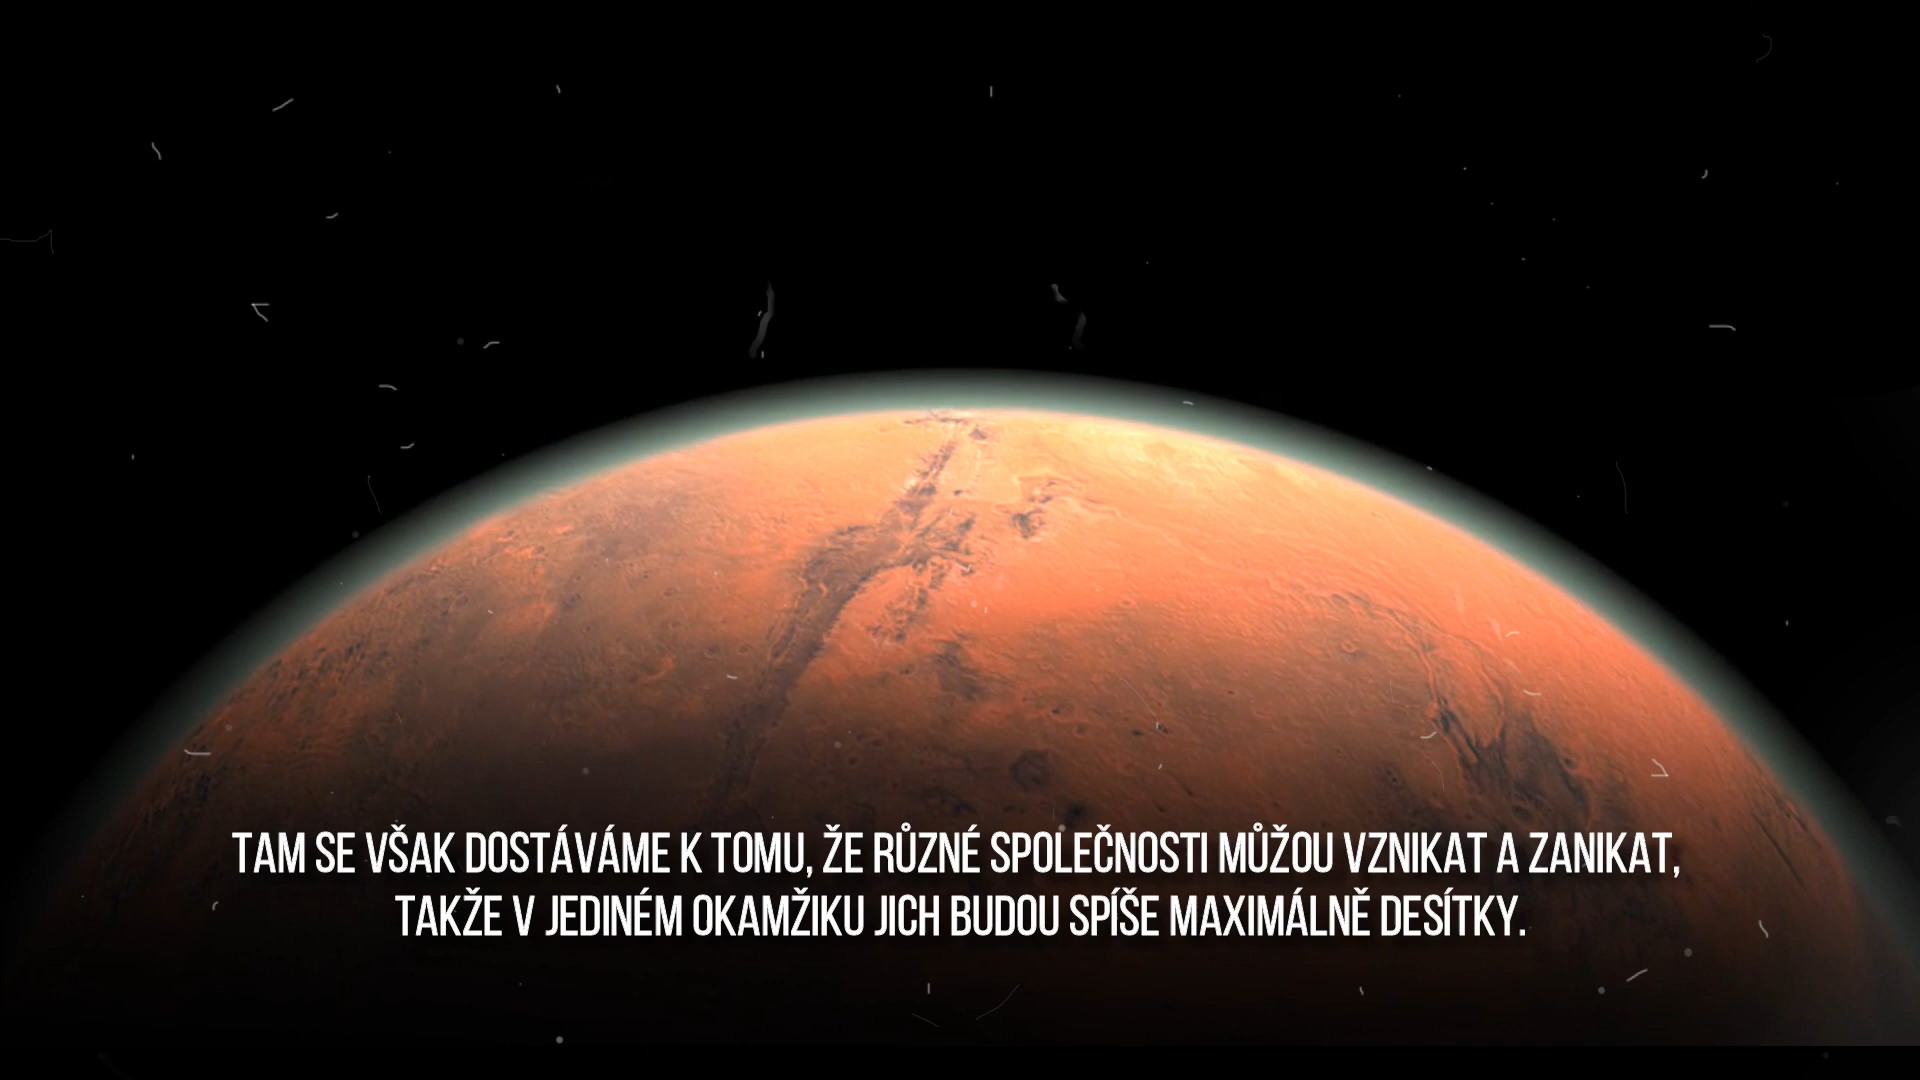 TAM SE VŠAK DOSTÁVÁME K TOMU, ŽE RŮZNÉ SPOLEČNOSTI MŮŽOU VZNIKAT A ZANIKAT,
TAKŽE V JEDINÉM OKAMŽIKU JICH BUDOU SPÍŠE MAXIMÁLNĚ DESÍTKY.